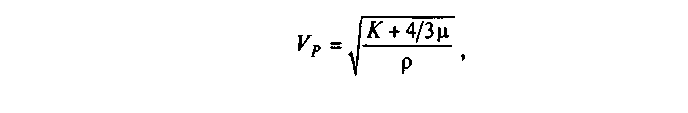 V_P = √((K + 4/3μ)/ρ) ,